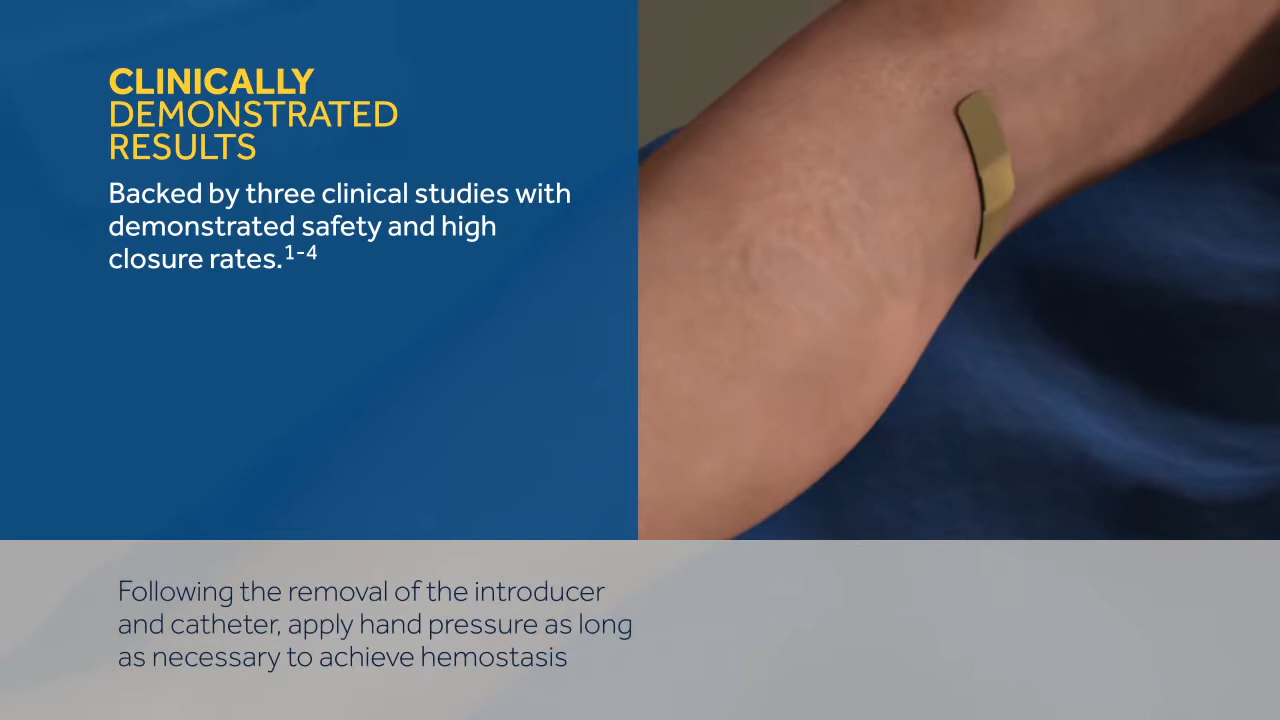 CLINICALLY
DEMONSTRATED
RESULTS
Backed by three clinical studies with
demonstrated safety and high
closure rates.¹⁻⁴
Following the removal of the introducer
and catheter, apply hand pressure as long
as necessary to achieve hemostasis